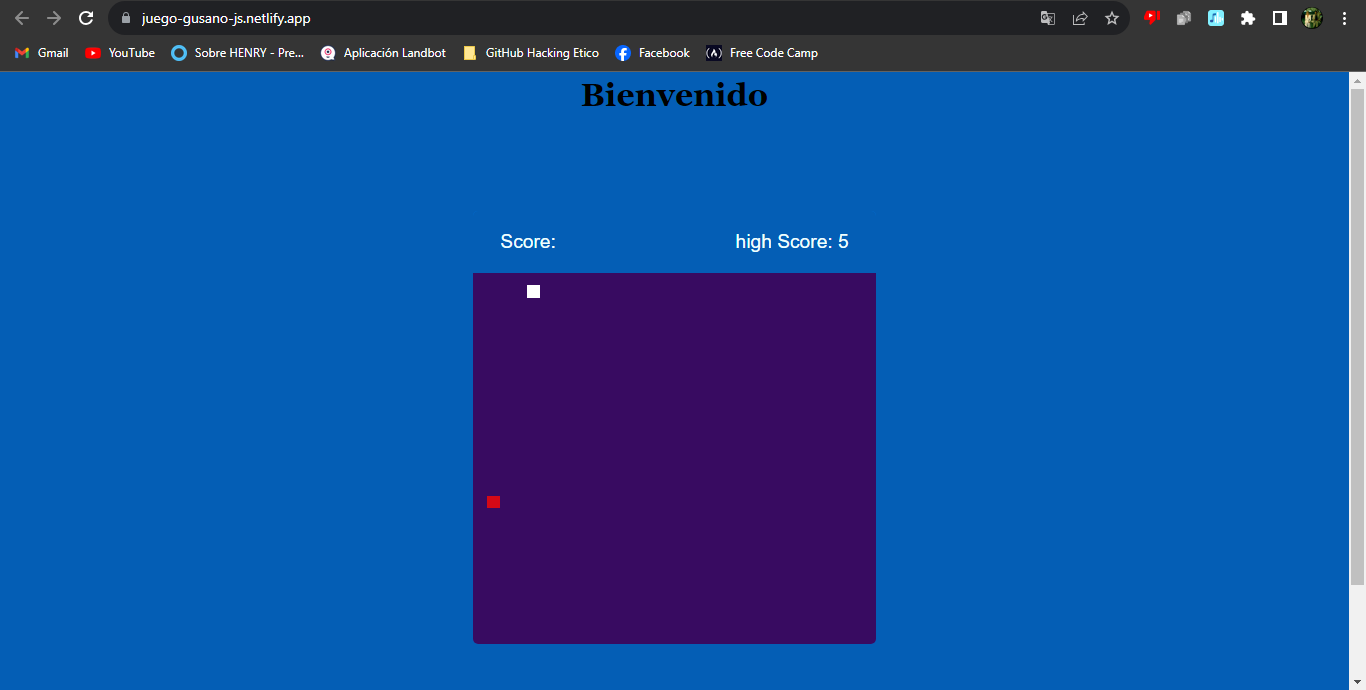 juego-gusano-js.netlify.app
Gmail YouTube Sobre HENRY - Pre... Aplicación Landbot GitHub Hacking Etico Facebook Free Code Camp
Bienvenido
Score: high Score: 5